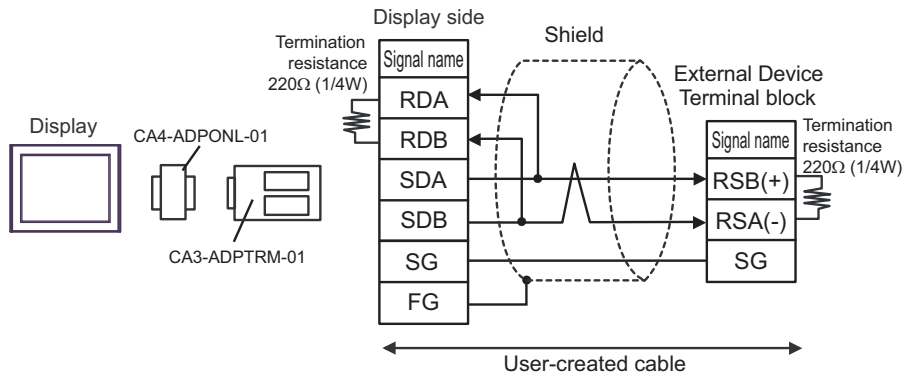 Display side
Termination
resistance
220Ω (1/4W)
Shield
Signal name
RDA
RDB
SDA
SDB
SG
FG
External Device
Terminal block
Signal name
RSB(+)
RSA(-)
SG
Termination
resistance
220Ω (1/4W)
Display
CA4-ADPONL-01
CA3-ADPTRM-01
User-created cable